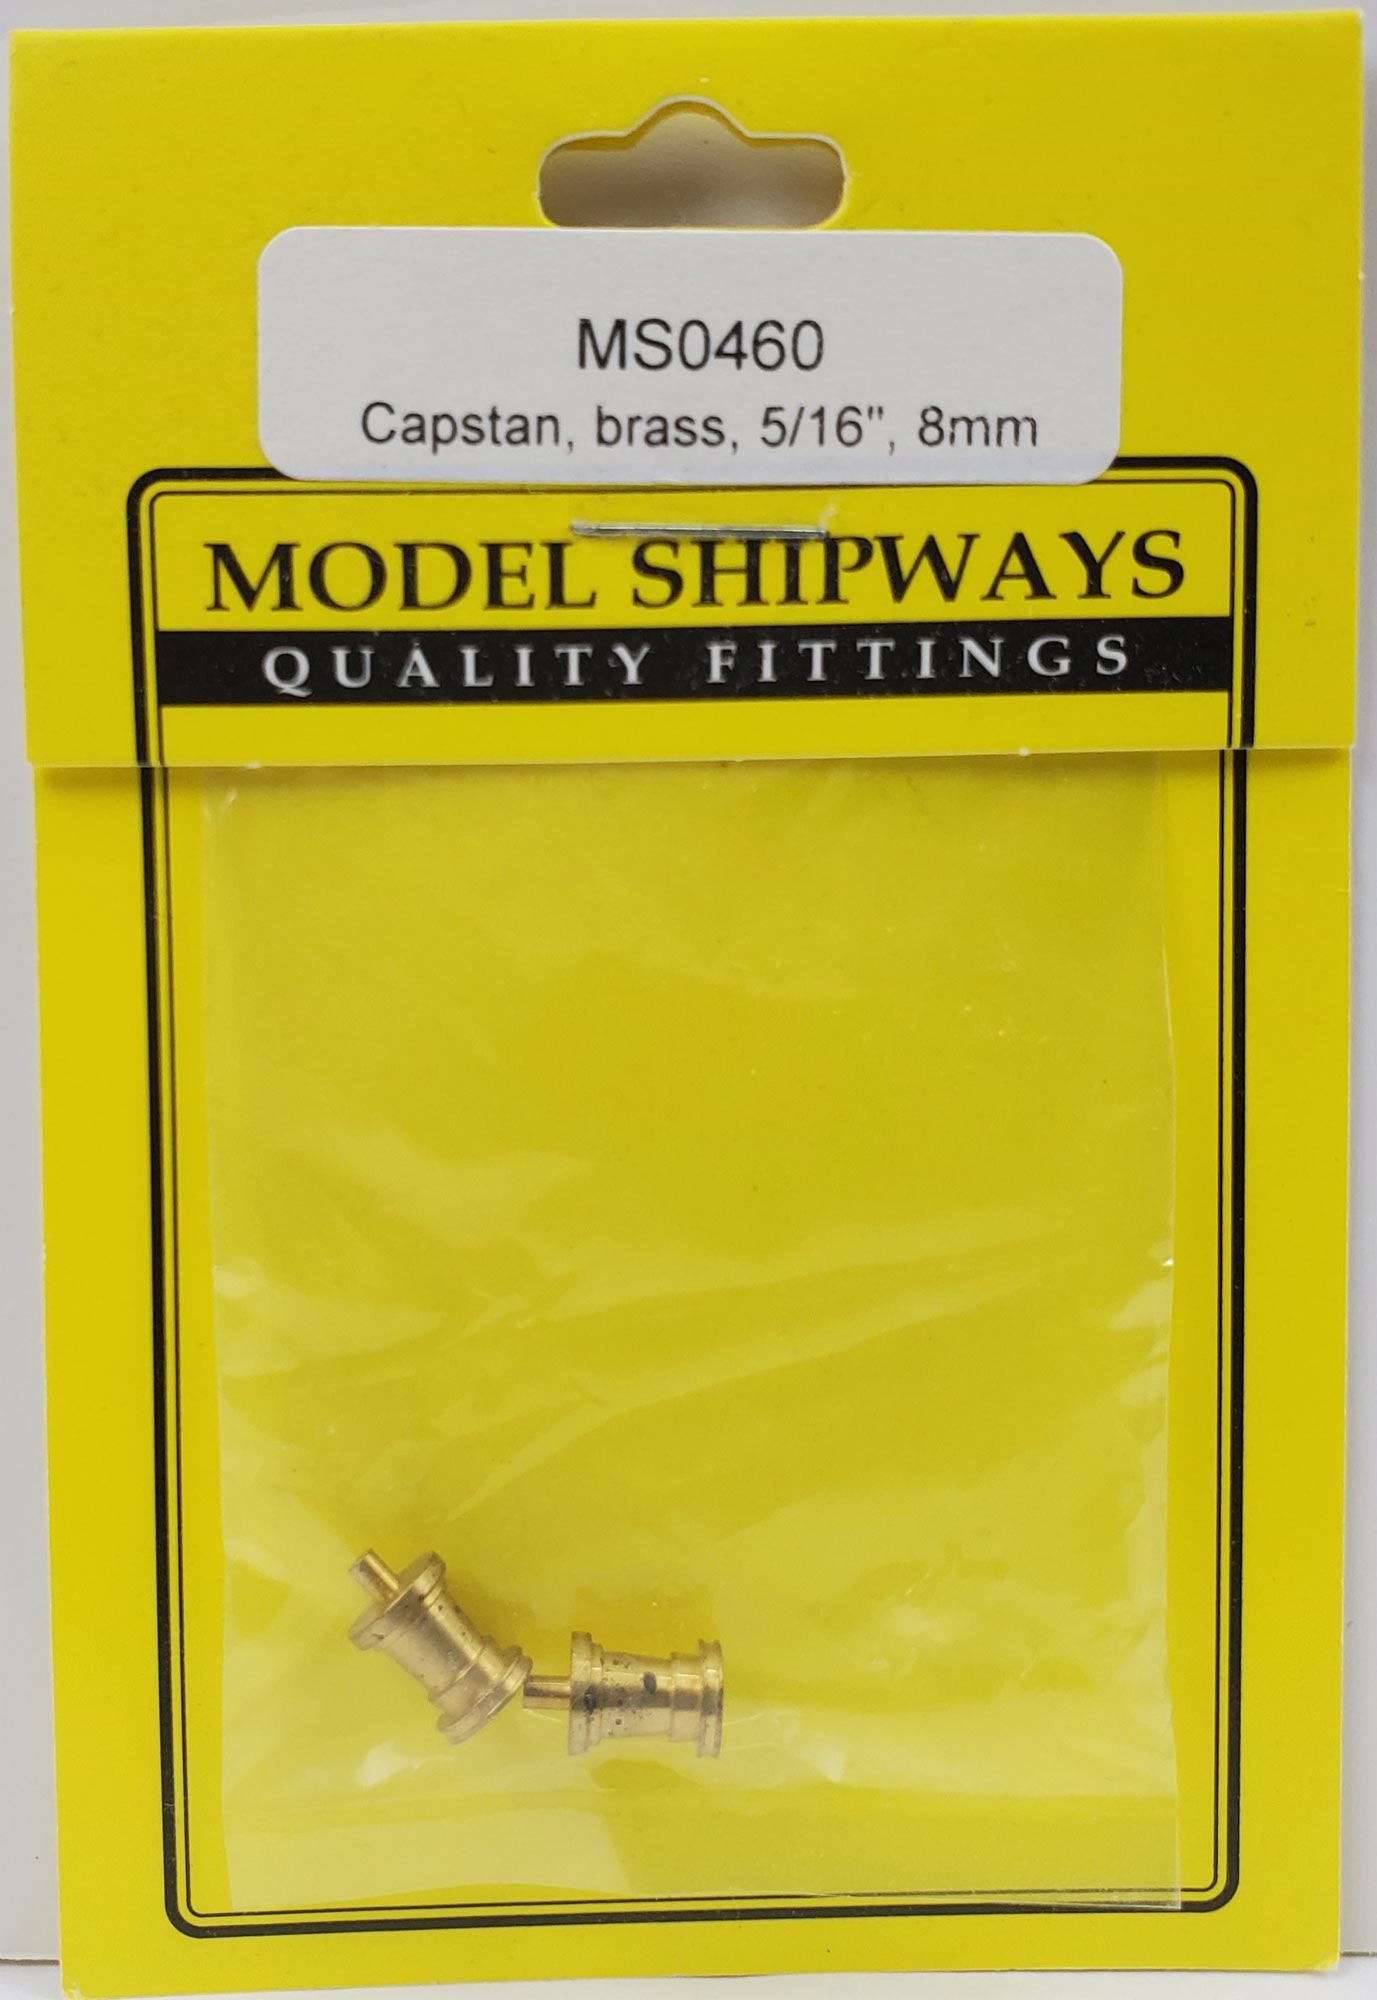 MS0460
Capstan, brass, 5/16", 8mm
MODEL SHIPWAYS
QUALITY FITTINGS